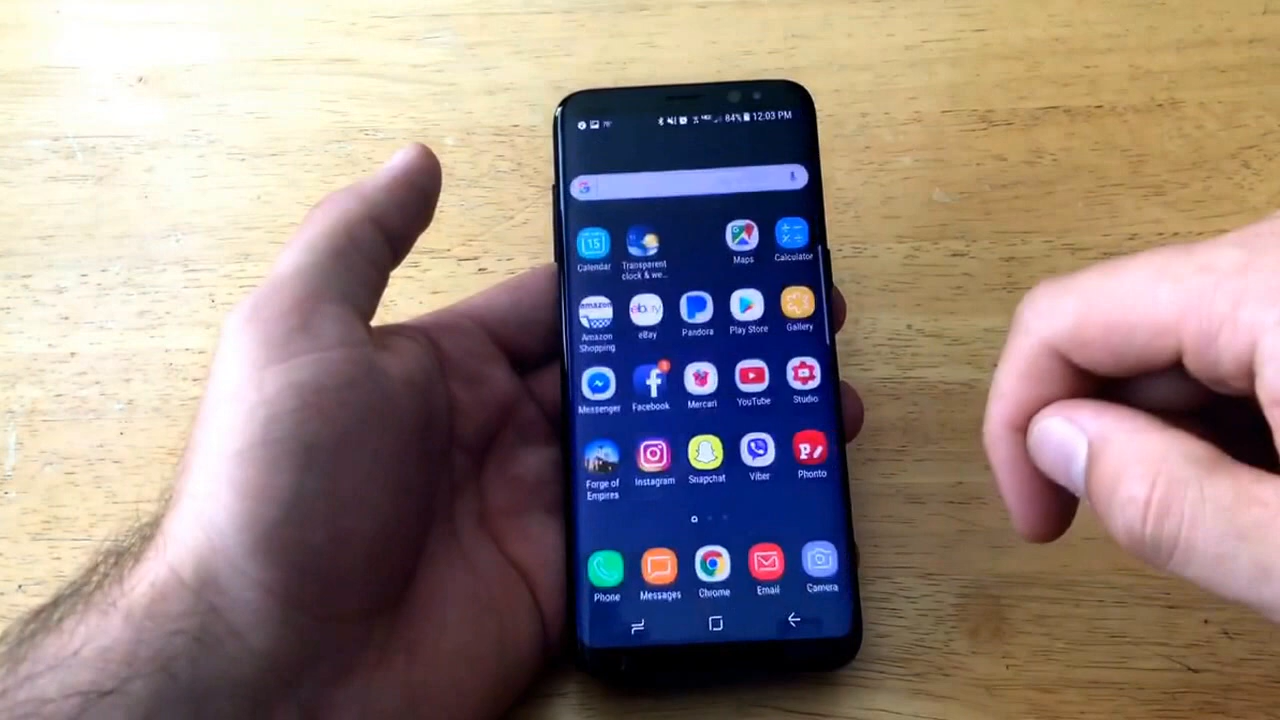 78°
84% 12:03 PM
G
15
Calendar
Transparent
clock & we...
Maps
Calculator
amazon
Amazon
Shopping
ebay
eBay
Pandora
Play Store
Gallery
Messenger
Facebook
Mercari
YouTube
Studio
Forge of
Empires
Instagram
Snapchat
Viber
Phonto
Phone
Messages
Chrome
Email
Camera